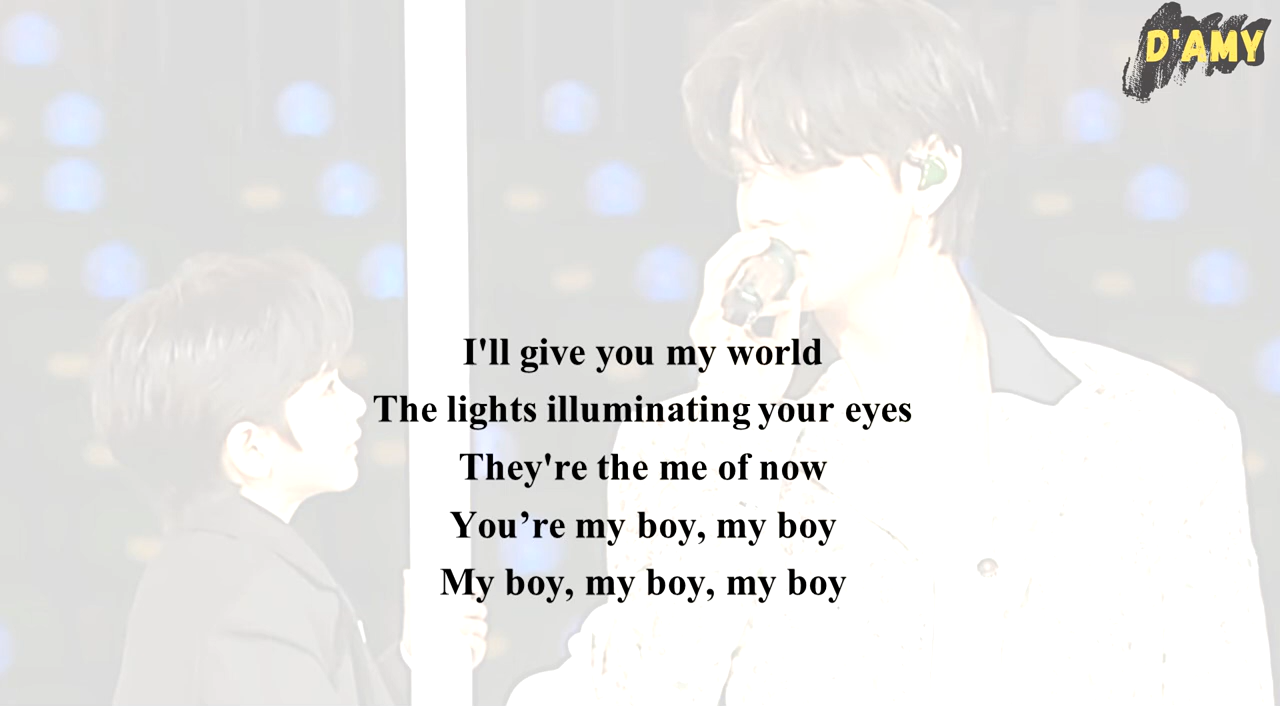 D'AMY
I'll give you my world
The lights illuminating your eyes
They're the me of now
You’re my boy, my boy
My boy, my boy, my boy